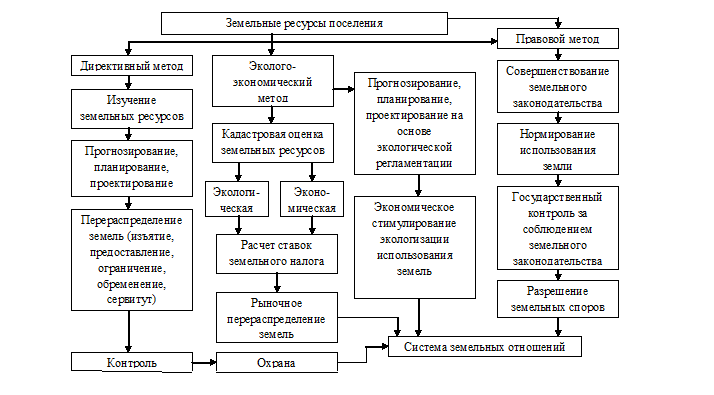 Земельные ресурсы поселения
Директивный метод
Изучение
земельных ресурсов
Прогнозирование,
планирование,
проектирование
Перераспределение
земель (изъятие,
предоставление,
ограничение,
обременение,
сервитут)
Контроль
Эколого-
экономический
метод
Кадастровая оценка
земельных ресурсов
Экологи-
ческая
Эконо-
мическая
Расчет ставок
земельного налога
Рыночное
перераспределение
земель
Охрана
Прогнозирование,
планирование,
проектирование на
основе
экологической
регламентации
Экономическое
стимулирование
экологизации
использования
земель
Правовой метод
Совершенствование
земельного
законодательства
Нормирование
использования
земли
Государственный
контроль за
соблюдением
земельного
законодательства
Разрешение
земельных споров
Система земельных отношений